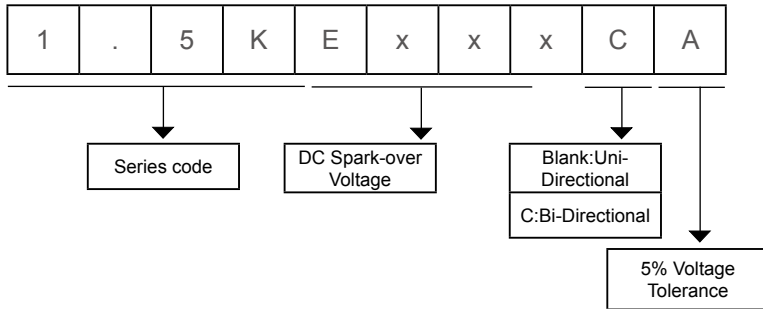 1 . 5 K E x x x C A
Series code
DC Spark-over
Voltage
Blank:Uni-
Directional
C:Bi-Directional
5% Voltage
Tolerance